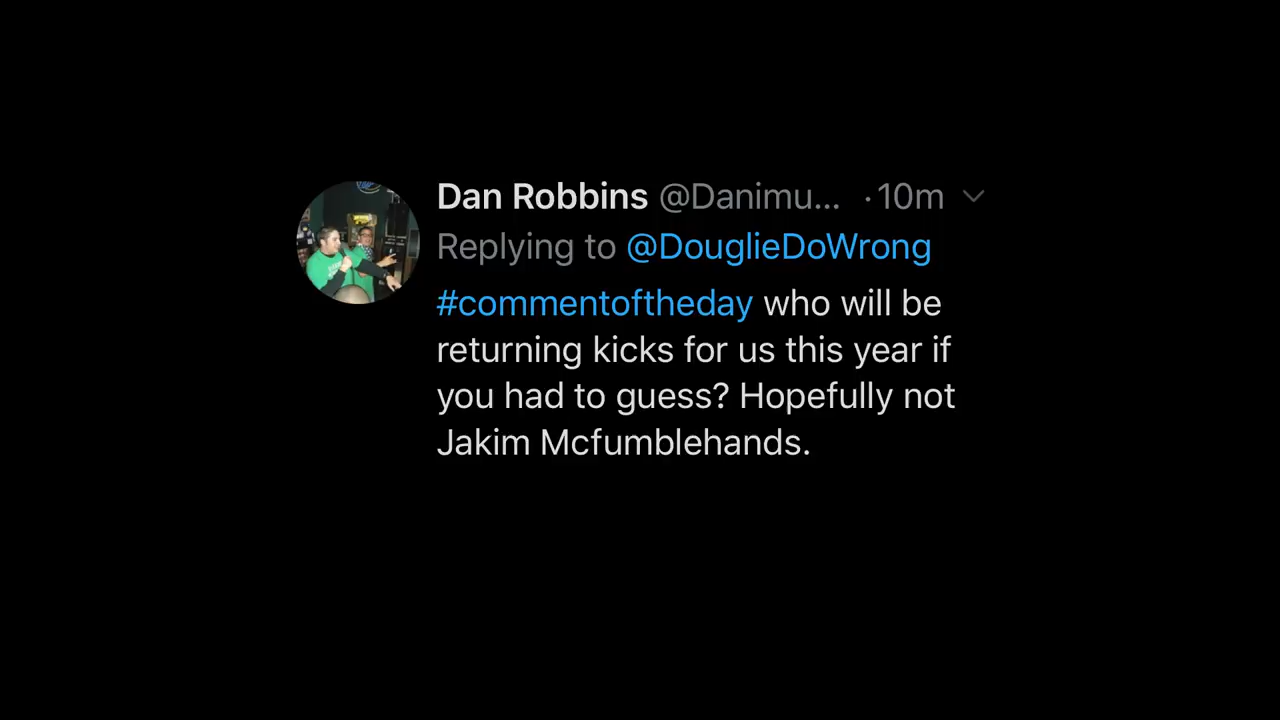 Dan Robbins @Danimu... · 10m
Replying to @DouglieDoWrong
#commentoftheday who will be
returning kicks for us this year if
you had to guess? Hopefully not
Jakim Mcfumblehands.